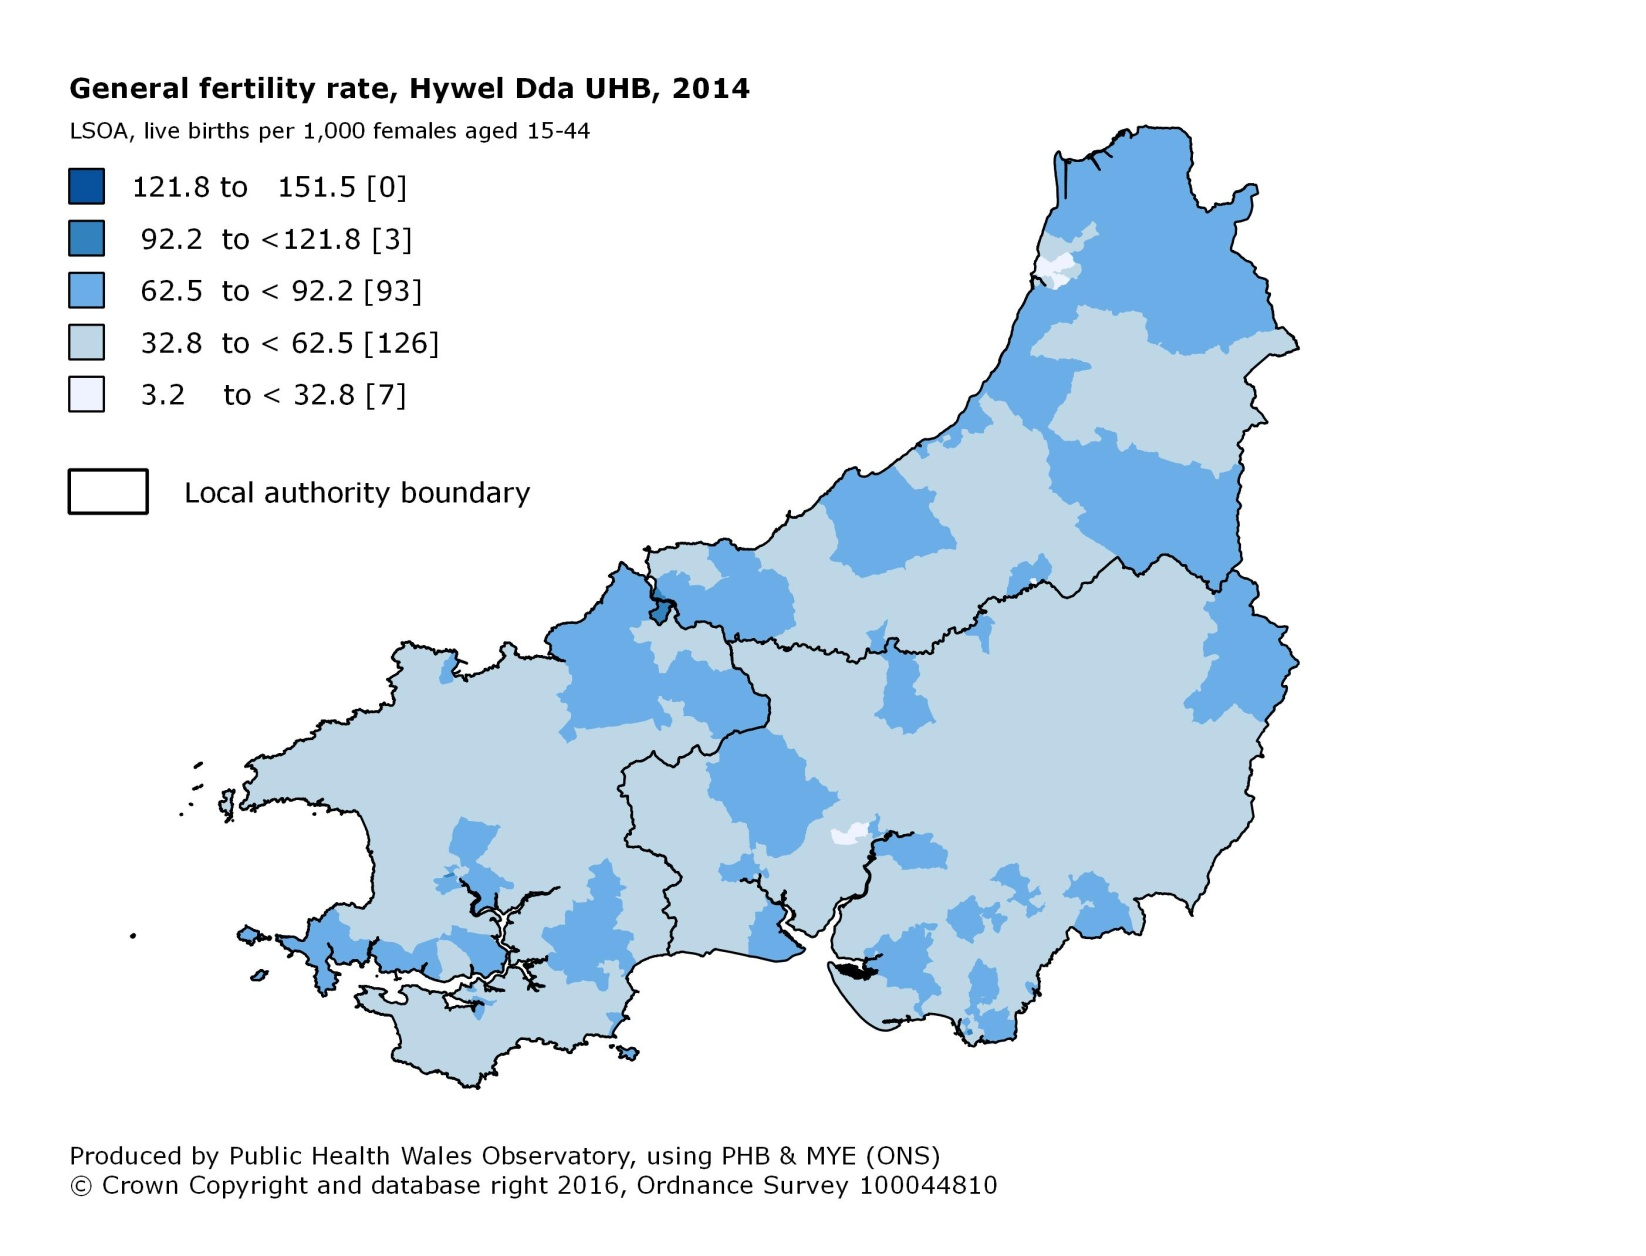 General fertility rate, Hywel Dda UHB, 2014
LSOA, live births per 1,000 females aged 15-44
121.8 to 151.5 [0]
92.2 to <121.8 [3]
62.5 to < 92.2 [93]
32.8 to < 62.5 [126]
3.2 to < 32.8 [7]
Local authority boundary
Produced by Public Health Wales Observatory, using PHB & MYE (ONS)
© Crown Copyright and database right 2016, Ordnance Survey 100044810